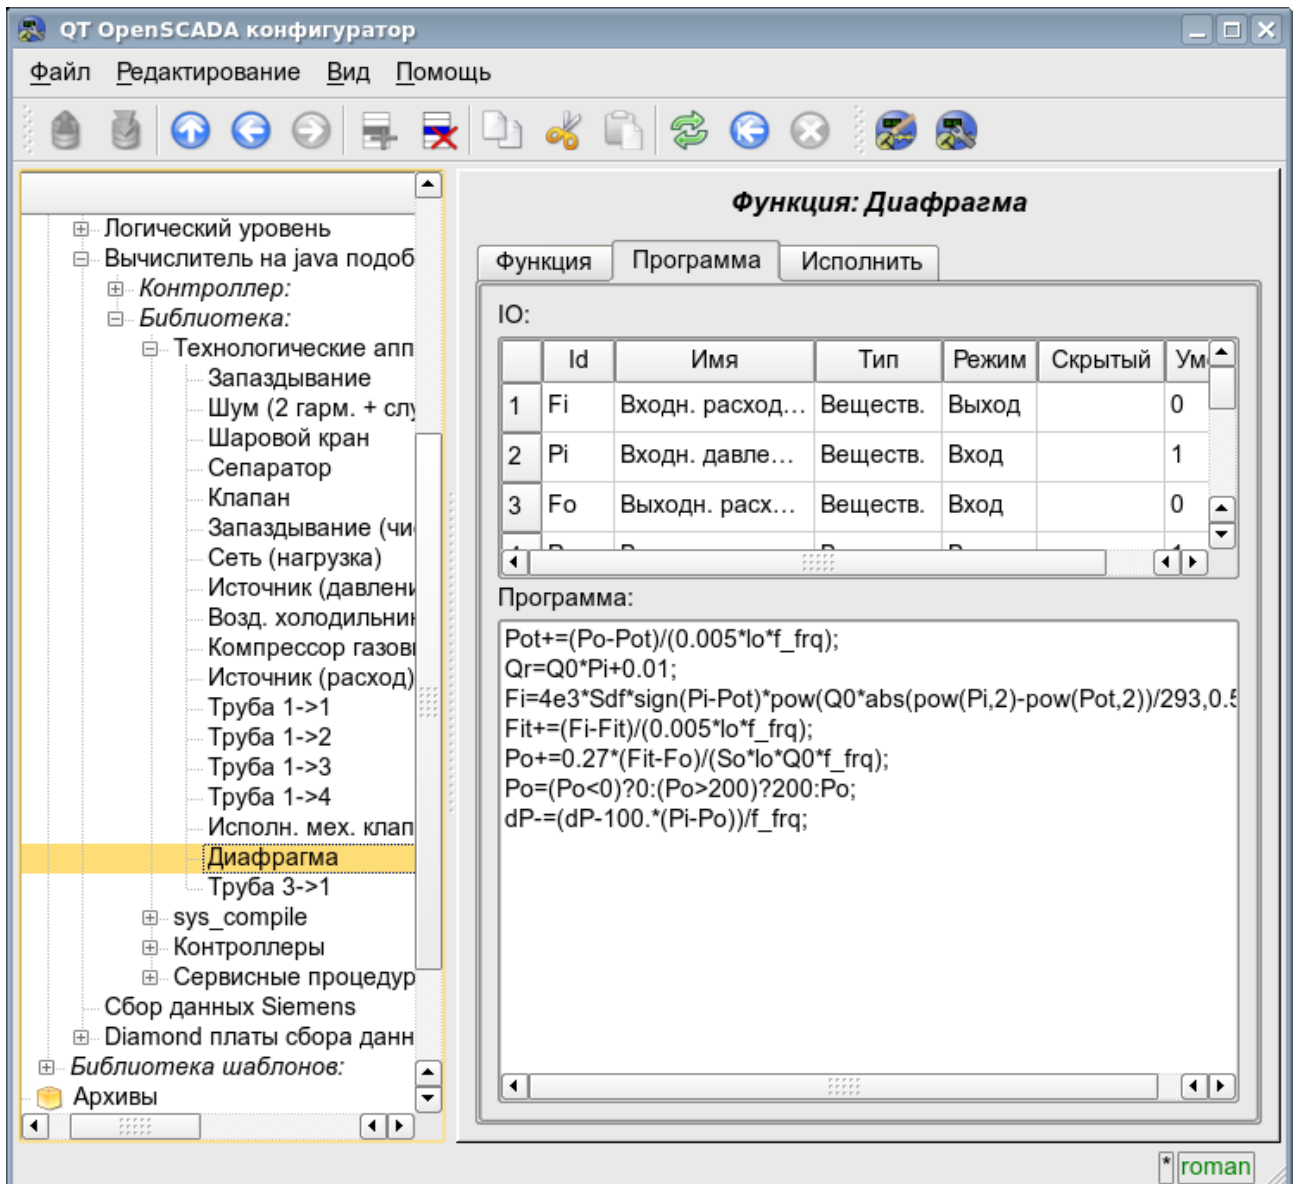 QT OpenSCADA конфигуратор
Файл Редактирование Вид Помощь
Логический уровень
Вычислитель на java подоб
Контроллер:
Библиотека:
Технологические апп
Запаздывание
Шум (2 гарм. + слу
Шаровой кран
Сепаратор
Клапан
Запаздывание (чи
Сеть (нагрузка)
Источник (давлени
Возд. холодильник
Компрессор газов
Источник (расход)
Труба 1->1
Труба 1->2
Труба 1->3
Труба 1->4
Исполн. мех. клап
Диафрагма
Труба 3->1
sys_compile
Контроллеры
Сервисные процедур
Сбор данных Siemens
Diamond платы сбора данн
Библиотека шаблонов:
Архивы
Функция: Диафрагма
Функция Программа Исполнить
IO:
Id Имя Тип Режим Скрытый Умо
1 Fi Входн. расход... Веществ. Выход 0
2 Pi Входн. давле... Веществ. Вход 1
3 Fo Выходн. расх... Веществ. Вход 0
Программа:
Pot+=(Po-Pot)/(0.005*lo*f_frq);
Qr=Q0*Pi+0.01;
Fi=4e3*Sdf*sign(Pi-Pot)*pow(Q0*abs(pow(Pi,2)-pow(Pot,2))/293,0.5
Fit+=(Fi-Fit)/(0.005*lo*f_frq);
Po+=0.27*(Fit-Fo)/(So*lo*Q0*f_frq);
Po=(Po<0)?0:(Po>200)?200:Po;
dP-=(dP-100.*(Pi-Po))/f_frq;
* roman